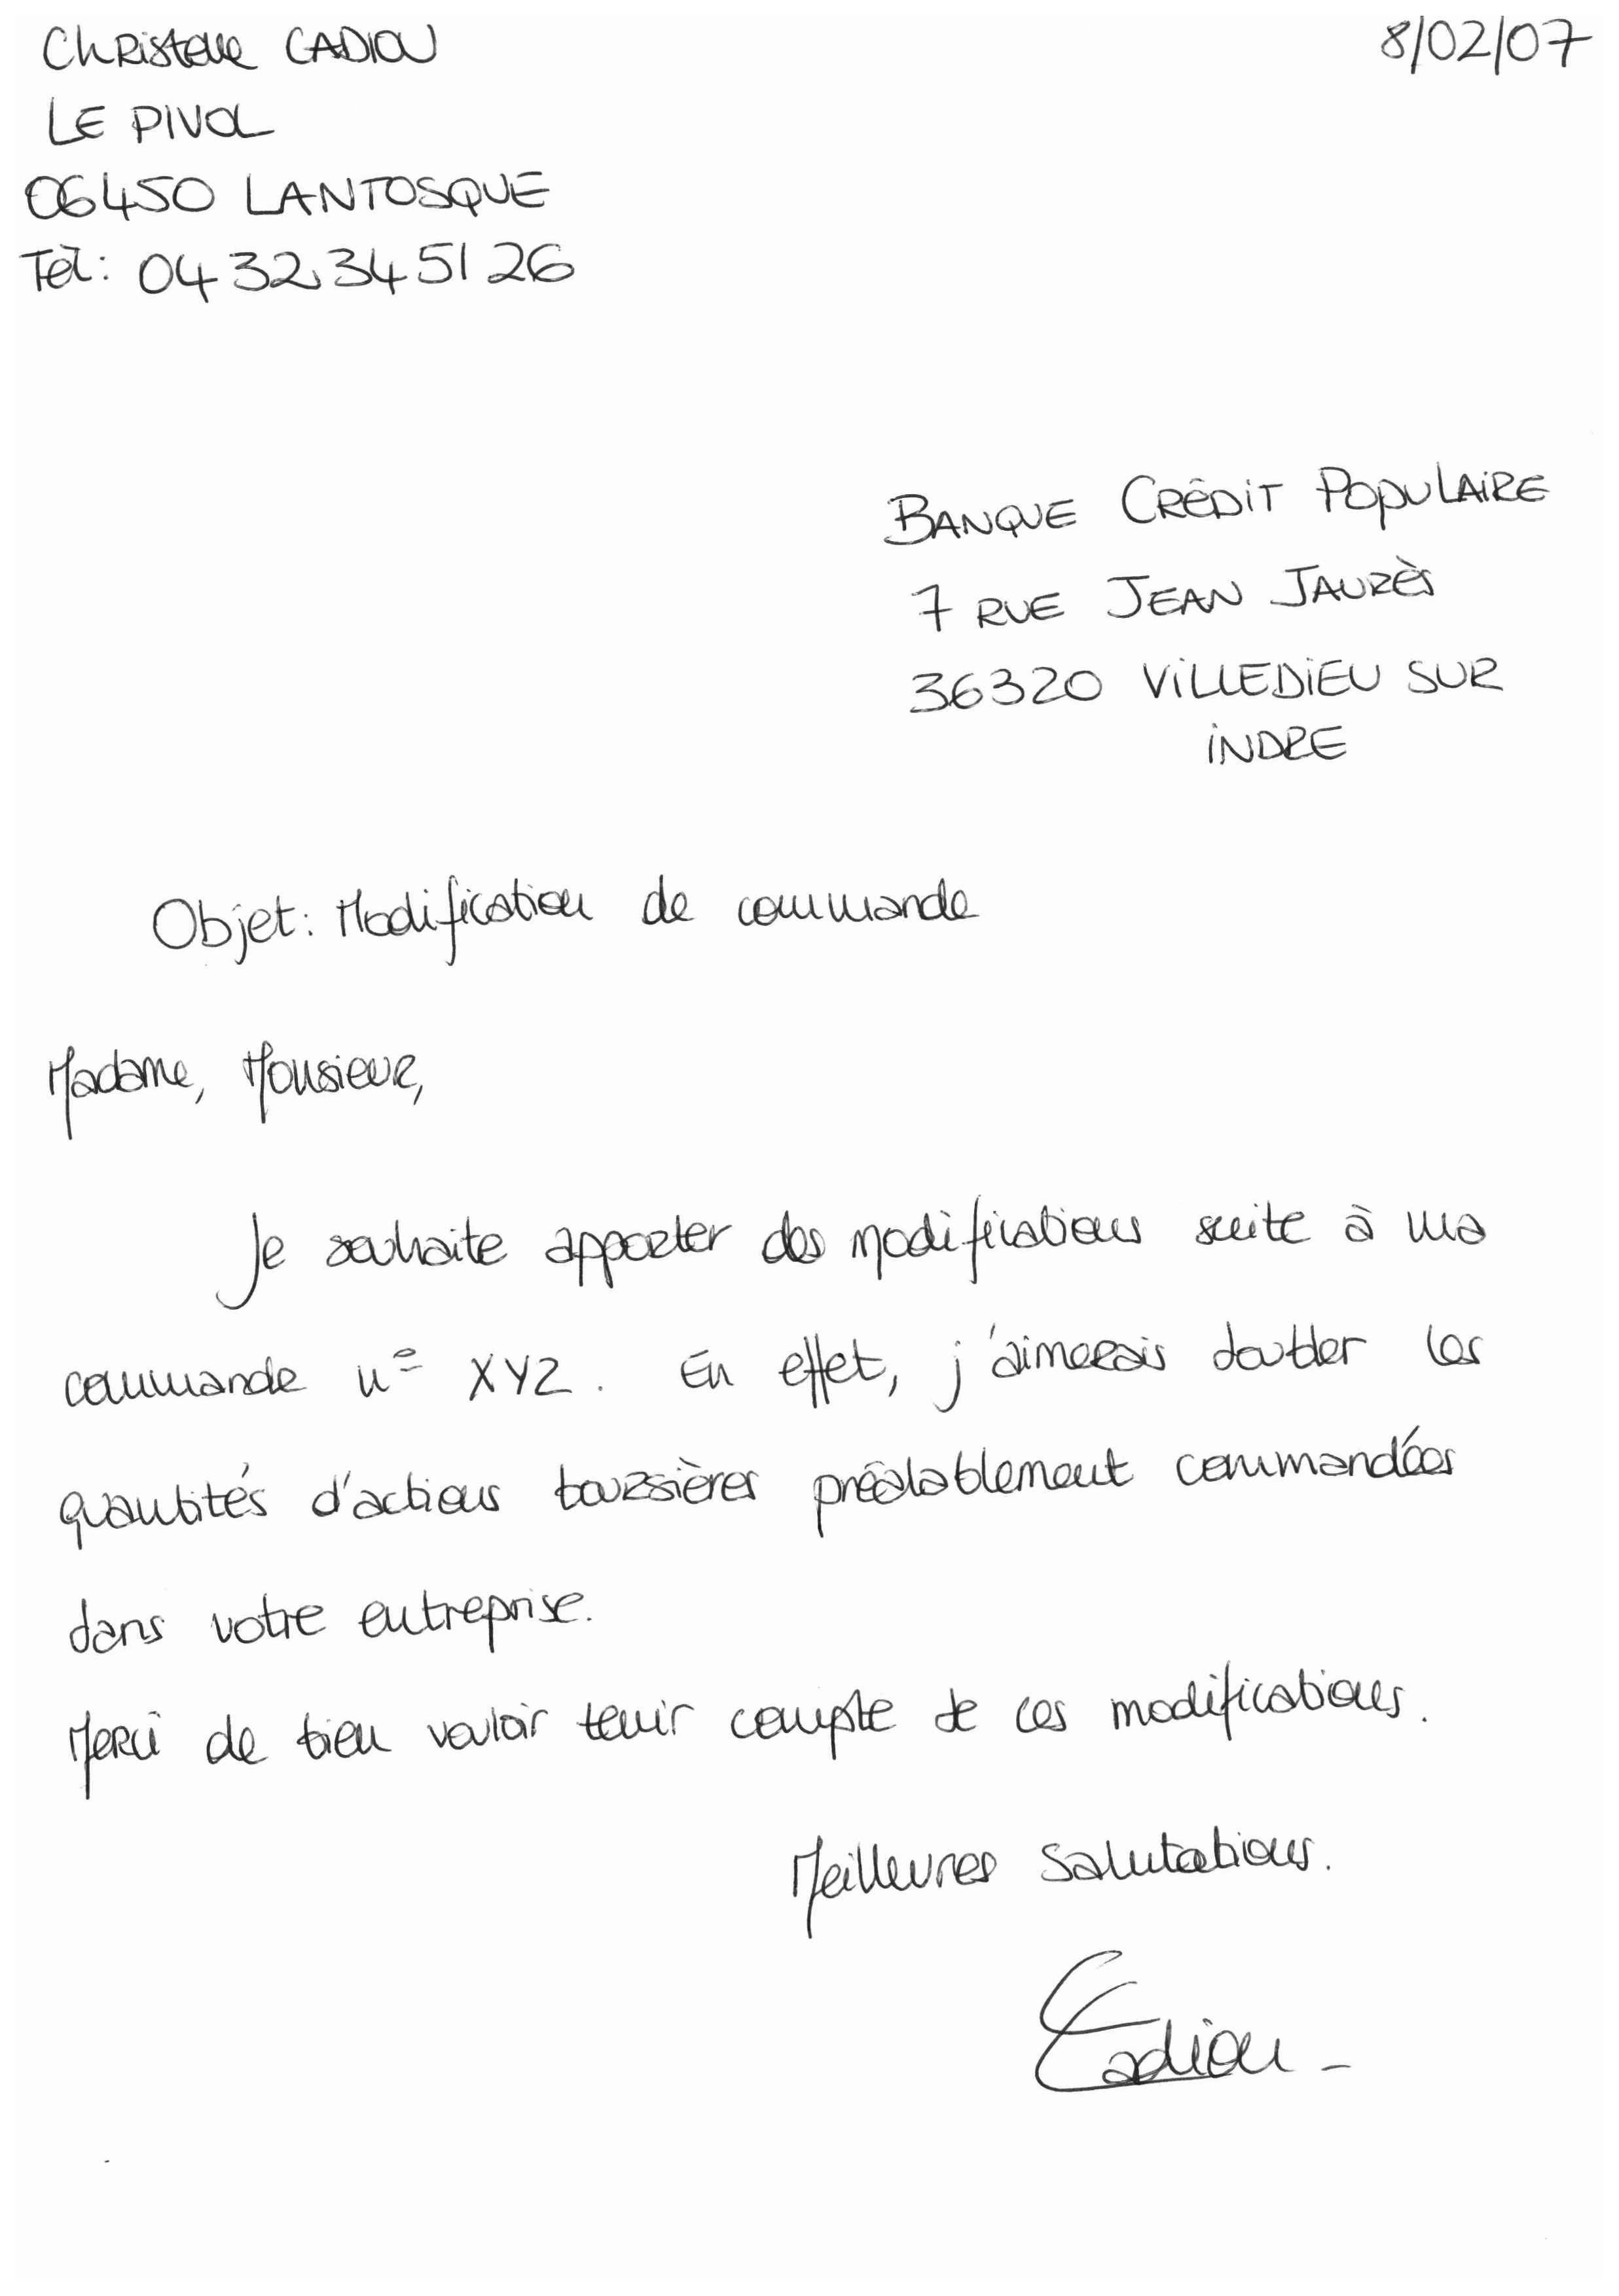 Christelle CADIOU
8/02/07
LE PIVOL
06450 LANTOSQUE
Tél: 04 32 34 51 26
BANQUE CRÉDIT POPULAIRE
7 RUE JEAN JAURÈS
36320 VILLEDIEU SUR
INDRE
Objet: Modification de commande
Madame, Monsieur,
Je souhaite apporter des modifications suite à ma
commande n° XYZ. En effet, j'aimerais doubler les
quantités d'actions boursières préalablement commandées
dans votre entreprise.
Merci de bien vouloir tenir compte de ces modifications.
Meilleures Salutations.
Cadiou